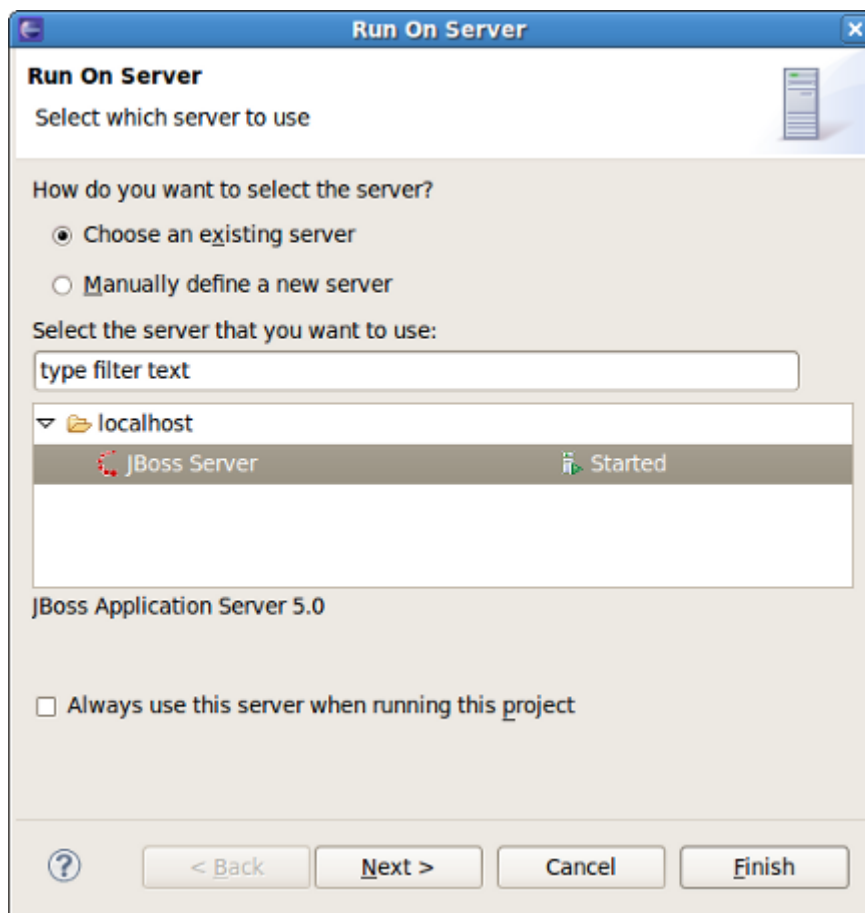 Run On Server
Run On Server
Select which server to use
How do you want to select the server?
Choose an existing server
Manually define a new server
Select the server that you want to use:
type filter text
localhost
JBoss Server Started
JBoss Application Server 5.0
Always use this server when running this project
? < Back Next > Cancel Finish